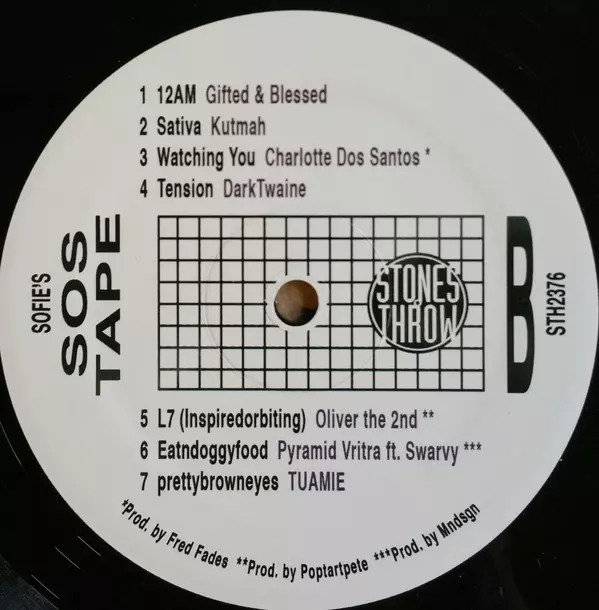 1 12AM Gifted & Blessed
2 Sativa Kutmah
3 Watching You Charlotte Dos Santos *
4 Tension DarkTwaine
SOFIE'S
SOS
TAPE
STONES
THROW
B
STH2376
5 L7 (Inspiredorbiting) Oliver the 2nd **
6 Eatndoggyfood Pyramid Vritra ft. Swarvy ***
7 prettybrowneyes TUAMIE
*Prod. by Fred Fades **Prod. by Poptartpete ***Prod. by Mndsgn